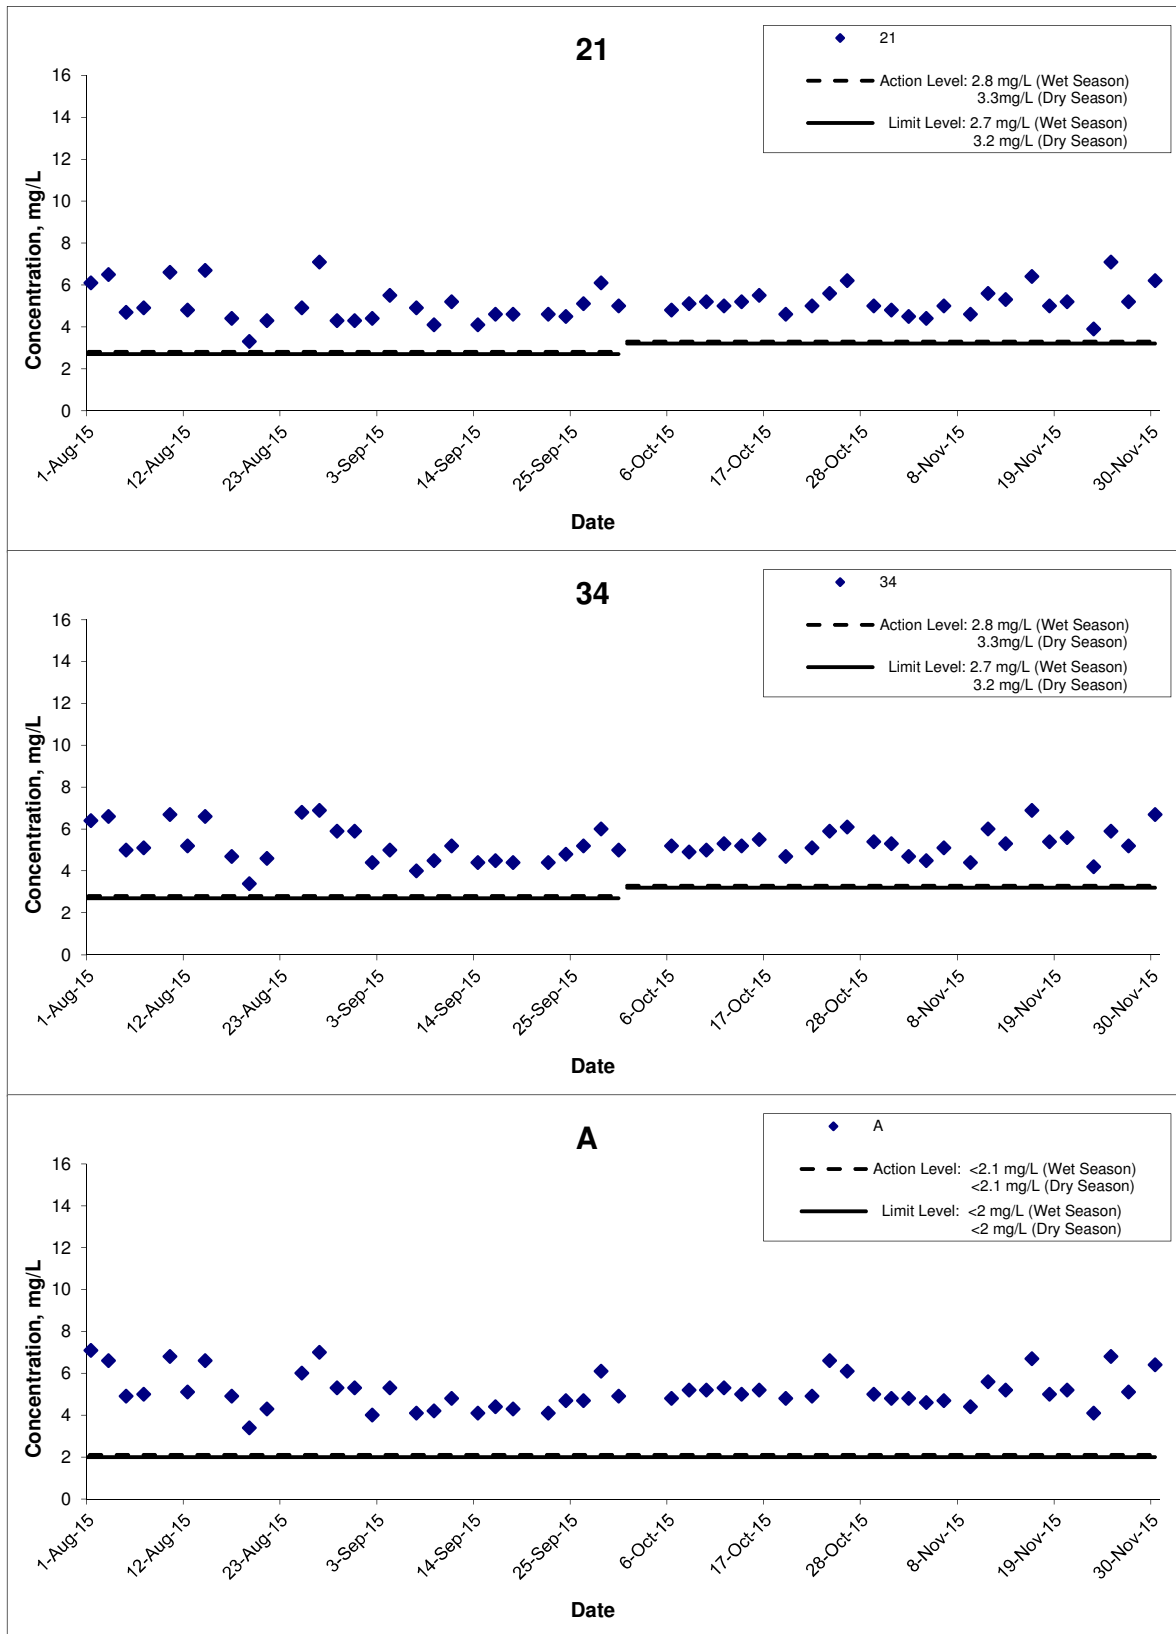 21
21
Action Level: 2.8 mg/L (Wet Season)
3.3mg/L (Dry Season)
Limit Level: 2.7 mg/L (Wet Season)
3.2 mg/L (Dry Season)
Concentration, mg/L
16
14
12
10
8
6
4
2
0
1-Aug-15
12-Aug-15
23-Aug-15
3-Sep-15
14-Sep-15
25-Sep-15
6-Oct-15
17-Oct-15
28-Oct-15
8-Nov-15
19-Nov-15
30-Nov-15
Date
34
34
Action Level: 2.8 mg/L (Wet Season)
3.3mg/L (Dry Season)
Limit Level: 2.7 mg/L (Wet Season)
3.2 mg/L (Dry Season)
Concentration, mg/L
16
14
12
10
8
6
4
2
0
1-Aug-15
12-Aug-15
23-Aug-15
3-Sep-15
14-Sep-15
25-Sep-15
6-Oct-15
17-Oct-15
28-Oct-15
8-Nov-15
19-Nov-15
30-Nov-15
Date
A
A
Action Level: <2.1 mg/L (Wet Season)
<2.1 mg/L (Dry Season)
Limit Level: <2 mg/L (Wet Season)
<2 mg/L (Dry Season)
Concentration, mg/L
16
14
12
10
8
6
4
2
0
1-Aug-15
12-Aug-15
23-Aug-15
3-Sep-15
14-Sep-15
25-Sep-15
6-Oct-15
17-Oct-15
28-Oct-15
8-Nov-15
19-Nov-15
30-Nov-15
Date